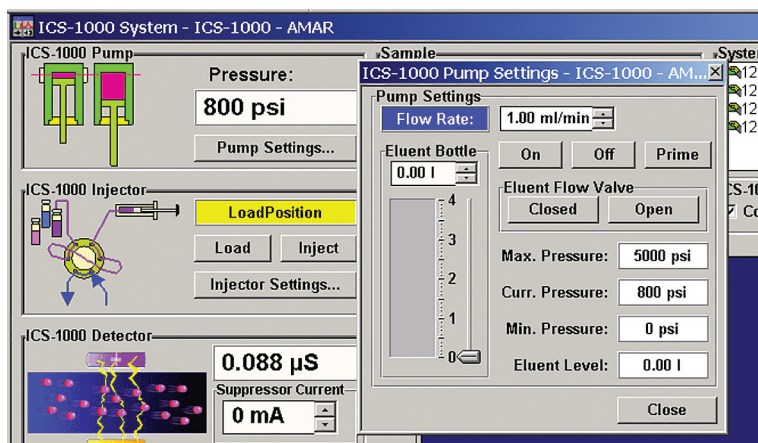 ICS-1000 System - ICS-1000 - AMAR
ICS-1000 Pump
Pressure:
800 psi
Pump Settings...
ICS-1000 Injector
LoadPosition
Load
Inject
Injector Settings...
ICS-1000 Detector
0.088 µS
Suppressor Current
0 mA
Sample
ICS-1000 Pump Settings - ICS-1000 - AM...
Pump Settings
Flow Rate:
1.00 ml/min
Eluent Bottle
0.00 l
4
3
2
1
0
On
Off
Prime
Eluent Flow Valve
Closed
Open
Max. Pressure:
5000 psi
Curr. Pressure:
800 psi
Min. Pressure:
0 psi
Eluent Level:
0.00 l
Close
12
12
12
12